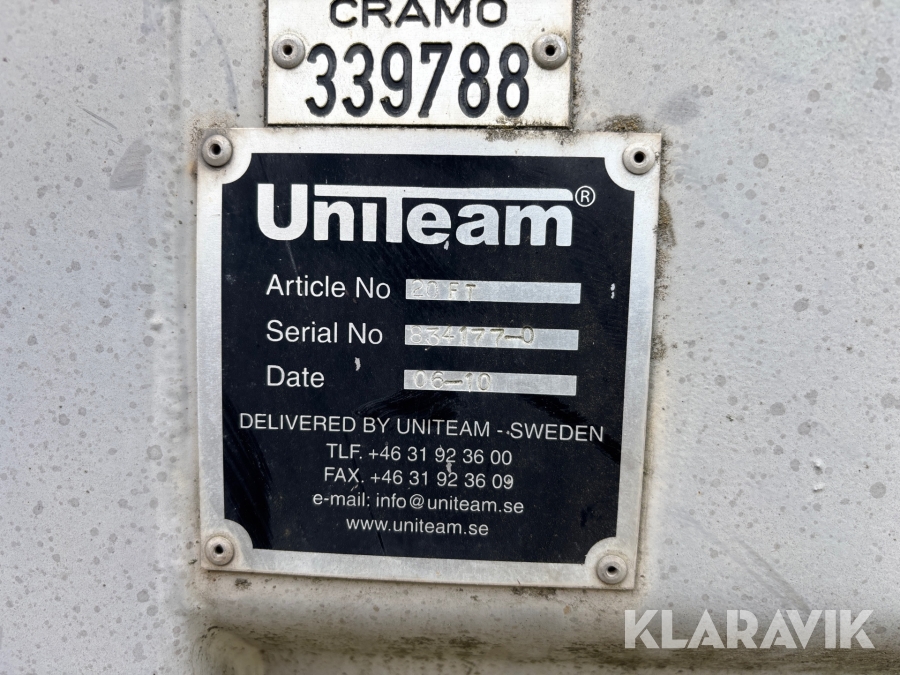 CRAMO
339788
UniTeam®
Article No 20 FT
Serial No 834177-0
Date 06-10
DELIVERED BY UNITEAM - SWEDEN
TLF. +46 31 92 36 00
FAX. +46 31 92 36 09
e-mail: info@uniteam.se
www.uniteam.se
KLARAVIK